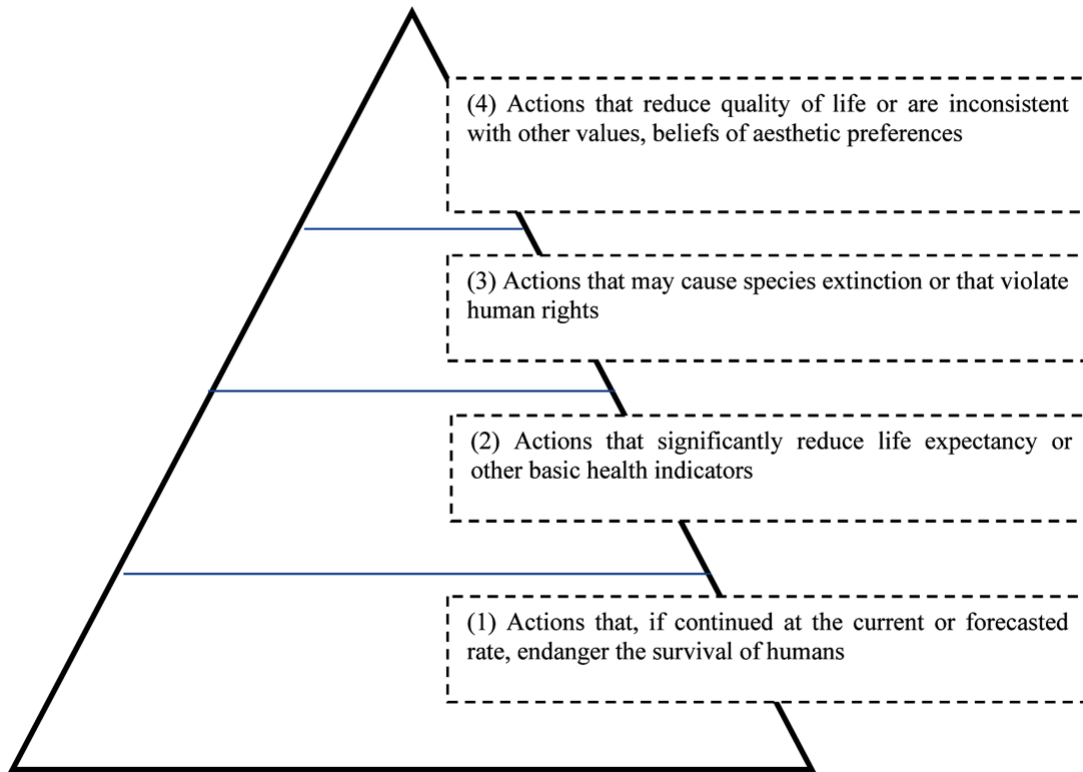 (4) Actions that reduce quality of life or are inconsistent
with other values, beliefs of aesthetic preferences
(3) Actions that may cause species extinction or that violate
human rights
(2) Actions that significantly reduce life expectancy or
other basic health indicators
(1) Actions that, if continued at the current or forecasted
rate, endanger the survival of humans